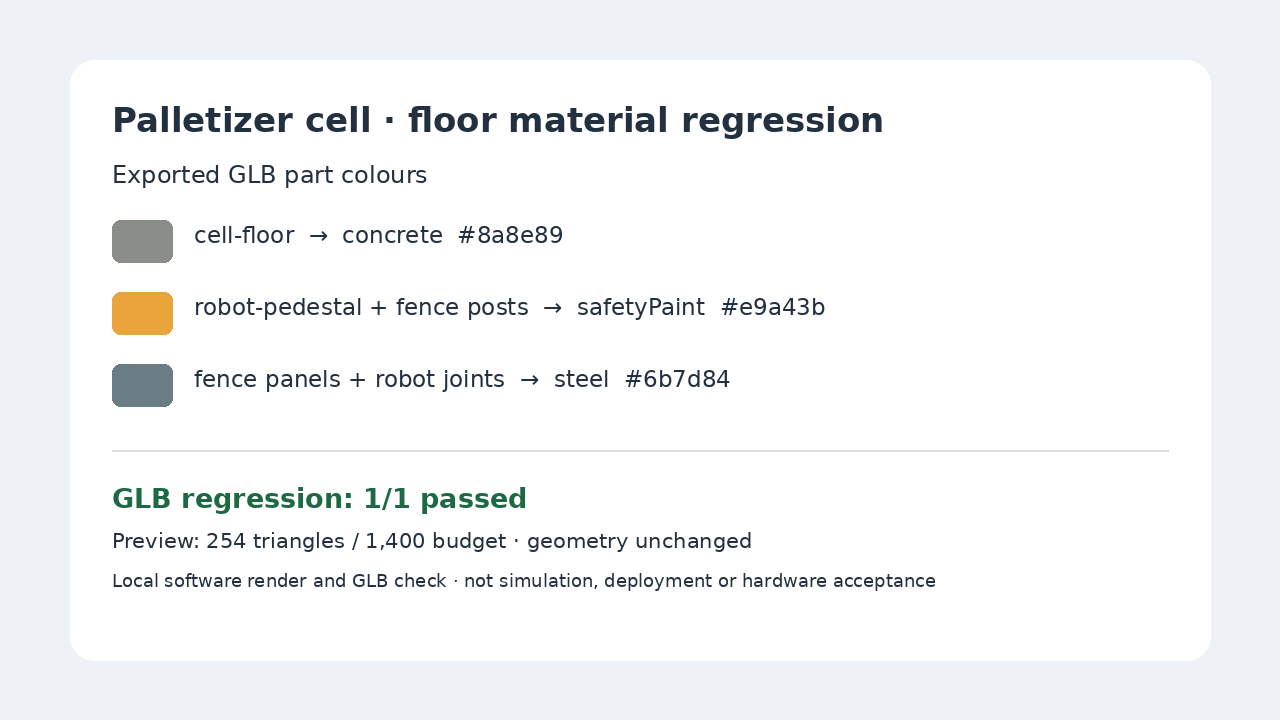 Palletizer cell · floor material regression
Exported GLB part colours
cell-floor → concrete #8a8e89
robot-pedestal + fence posts → safetyPaint #e9a43b
fence panels + robot joints → steel #6b7d84
GLB regression: 1/1 passed
Preview: 254 triangles / 1,400 budget · geometry unchanged
Local software render and GLB check · not simulation, deployment or hardware acceptance